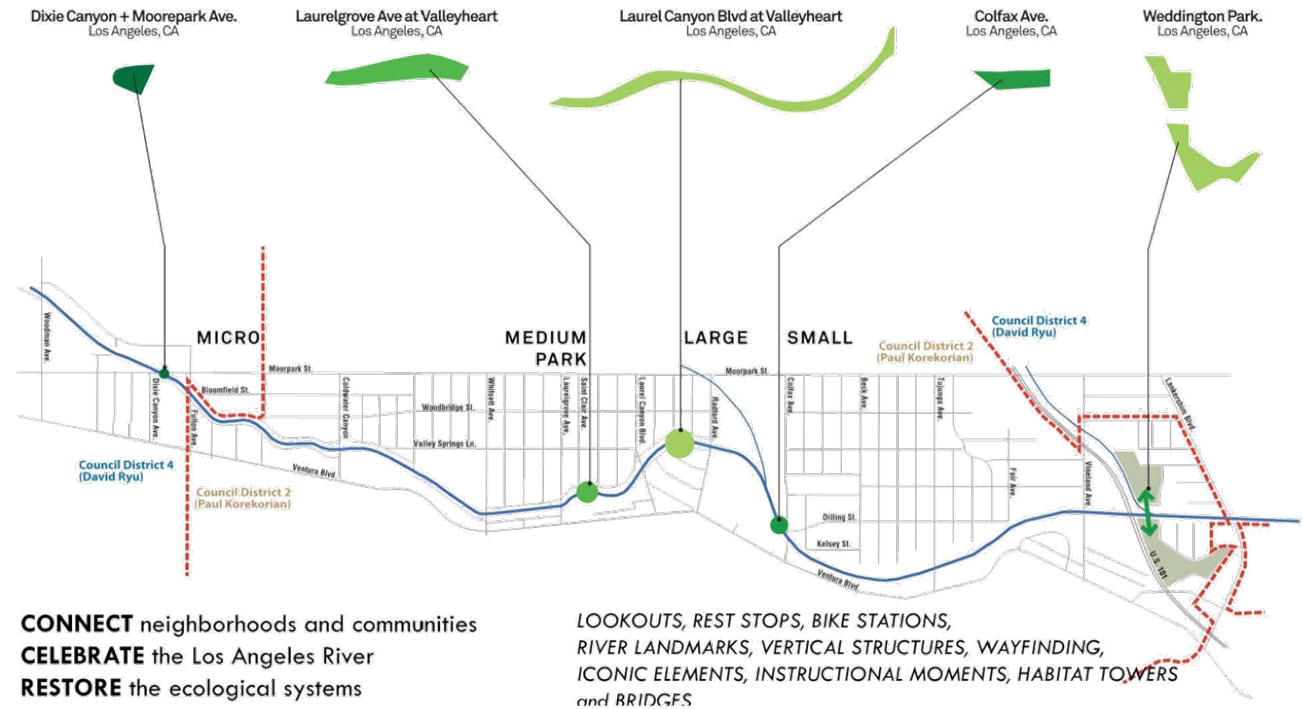 Dixie Canyon + Moorepark Ave.
Los Angeles, CA
Laurelgrove Ave at Valleyheart
Los Angeles, CA
Laurel Canyon Blvd at Valleyheart
Los Angeles, CA
Colfax Ave.
Los Angeles, CA
Weddington Park.
Los Angeles, CA
MICRO
MEDIUM
PARK
LARGE
SMALL
Council District 4
(David Ryu)
Council District 2
(Paul Korekorian)
Woodman Ave.
Dixie Canyon Ave.
Fulton Ave.
Bloomfield St.
Moorpark St.
Coldwater Canyon
Woodbridge St.
Valley Springs Ln.
Ventura Blvd
Whitsett Ave.
Laurelgrove Ave.
Saint Clair Ave.
Laurel Canyon Blvd.
Radford Ave.
Moorpark St.
Colfax Ave.
Beck Ave.
Tujunga Ave.
Fair Ave.
Vineland Ave.
Lankershim Blvd.
Dilling St.
Kelsey St.
Ventura Blvd
U.S. 101
Council District 4
(David Ryu)
Council District 2
(Paul Korekorian)
CONNECT neighborhoods and communities
CELEBRATE the Los Angeles River
RESTORE the ecological systems
LOOKOUTS, REST STOPS, BIKE STATIONS,
RIVER LANDMARKS, VERTICAL STRUCTURES, WAYFINDING,
ICONIC ELEMENTS, INSTRUCTIONAL MOMENTS, HABITAT TOWERS
and BRIDGES